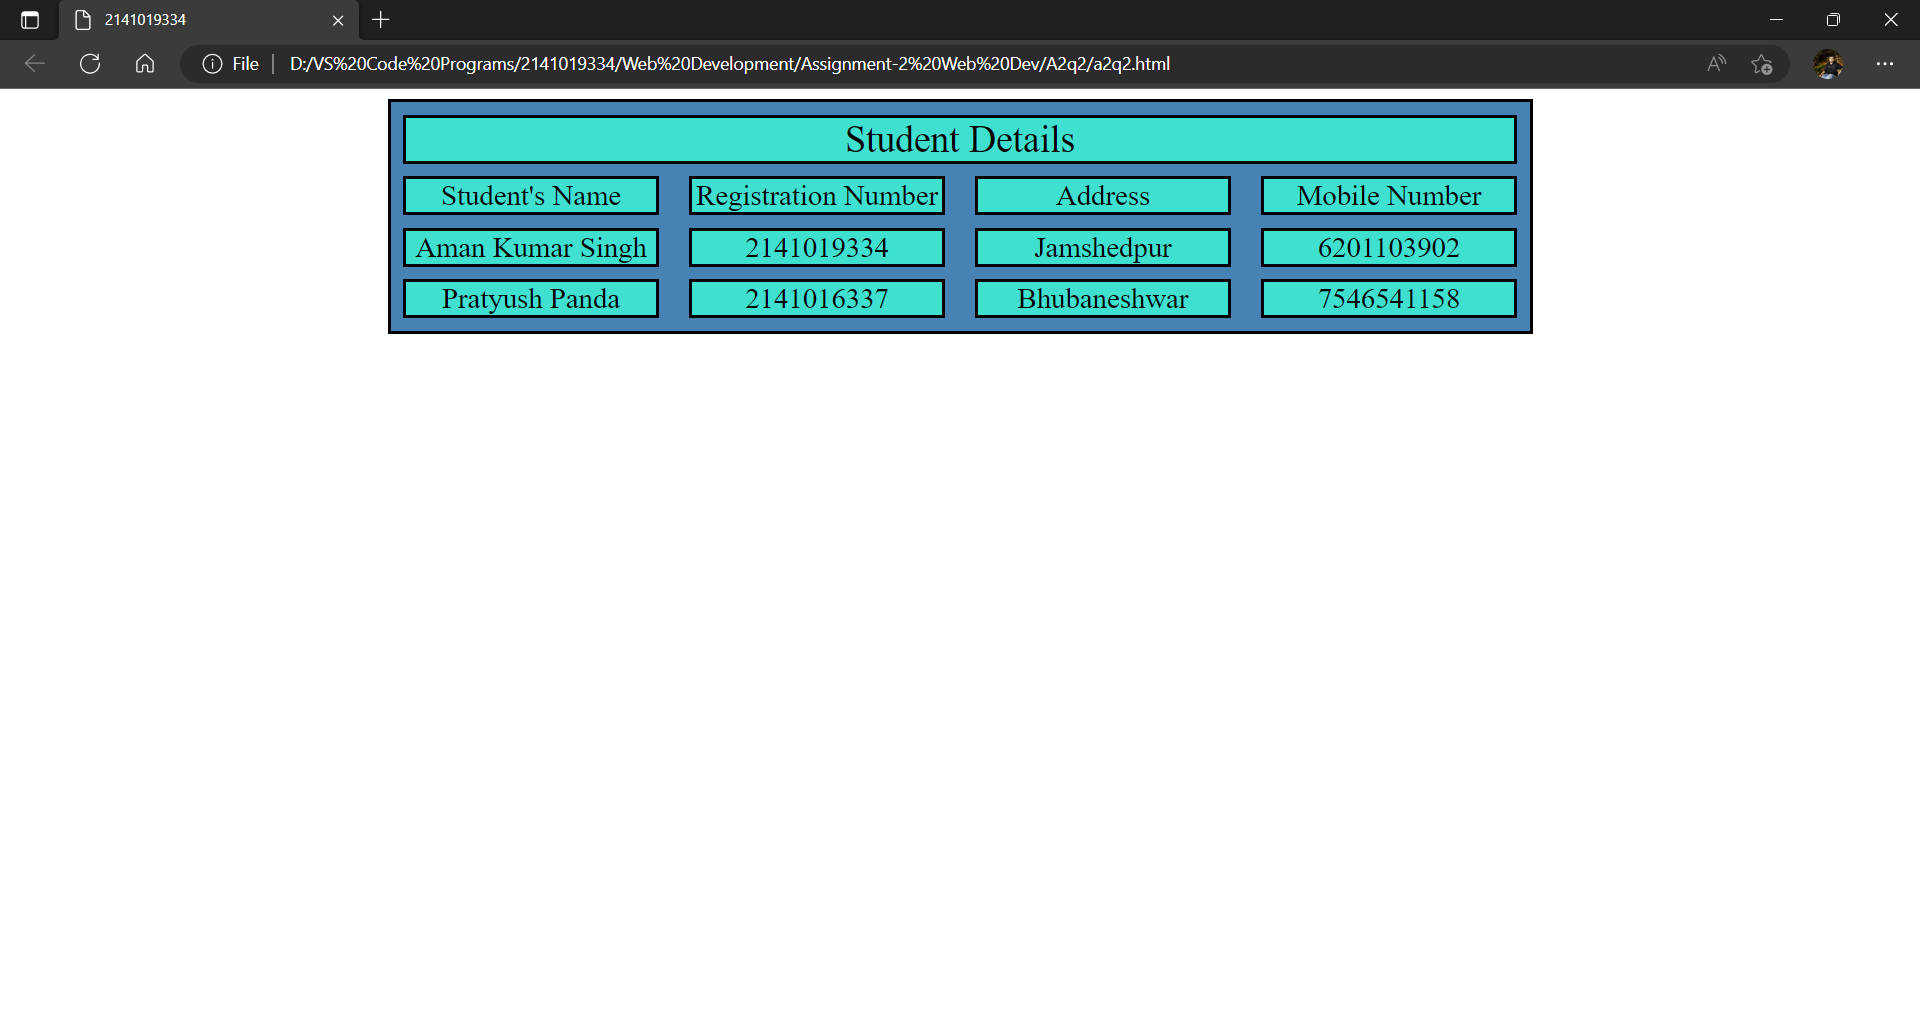 2141019334
File D:/VS%20Code%20Programs/2141019334/Web%20Development/Assignment-2%20Web%20Dev/A2q2/a2q2.html
Student Details
Student's Name Registration Number Address Mobile Number
Aman Kumar Singh 2141019334 Jamshedpur 6201103902
Pratyush Panda 2141016337 Bhubaneshwar 7546541158